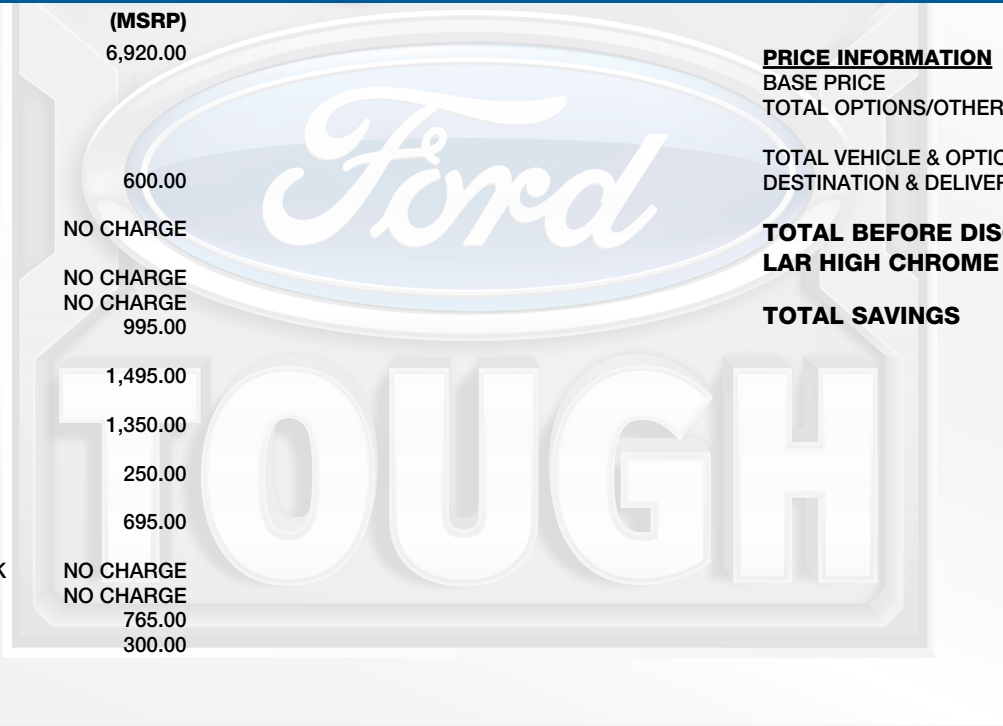 (MSRP)
6,920.00
600.00
NO CHARGE
NO CHARGE
NO CHARGE
995.00
1,495.00
1,350.00
250.00
695.00
K NO CHARGE
NO CHARGE
765.00
300.00
PRICE INFORMATION
BASE PRICE
TOTAL OPTIONS/OTHER
TOTAL VEHICLE & OPTIO
DESTINATION & DELIVER
TOTAL BEFORE DISC
LAR HIGH CHROME
TOTAL SAVINGS
Ford
TOUGH